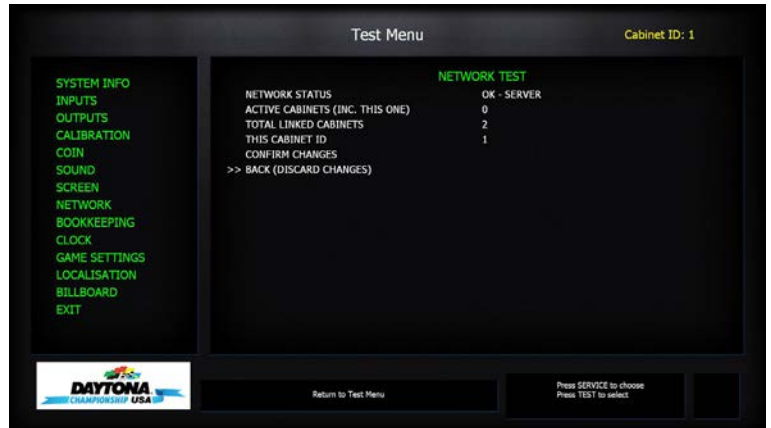 Test Menu
Cabinet ID: 1
SYSTEM INFO
INPUTS
OUTPUTS
CALIBRATION
COIN
SOUND
SCREEN
NETWORK
BOOKKEEPING
CLOCK
GAME SETTINGS
LOCALISATION
BILLBOARD
EXIT
NETWORK TEST
NETWORK STATUS OK - SERVER
ACTIVE CABINETS (INC. THIS ONE) 0
TOTAL LINKED CABINETS 2
THIS CABINET ID 1
CONFIRM CHANGES
>> BACK (DISCARD CHANGES)
DAYTONA
CHAMPIONSHIP USA
Return to Test Menu
Press SERVICE to choose
Press TEST to select